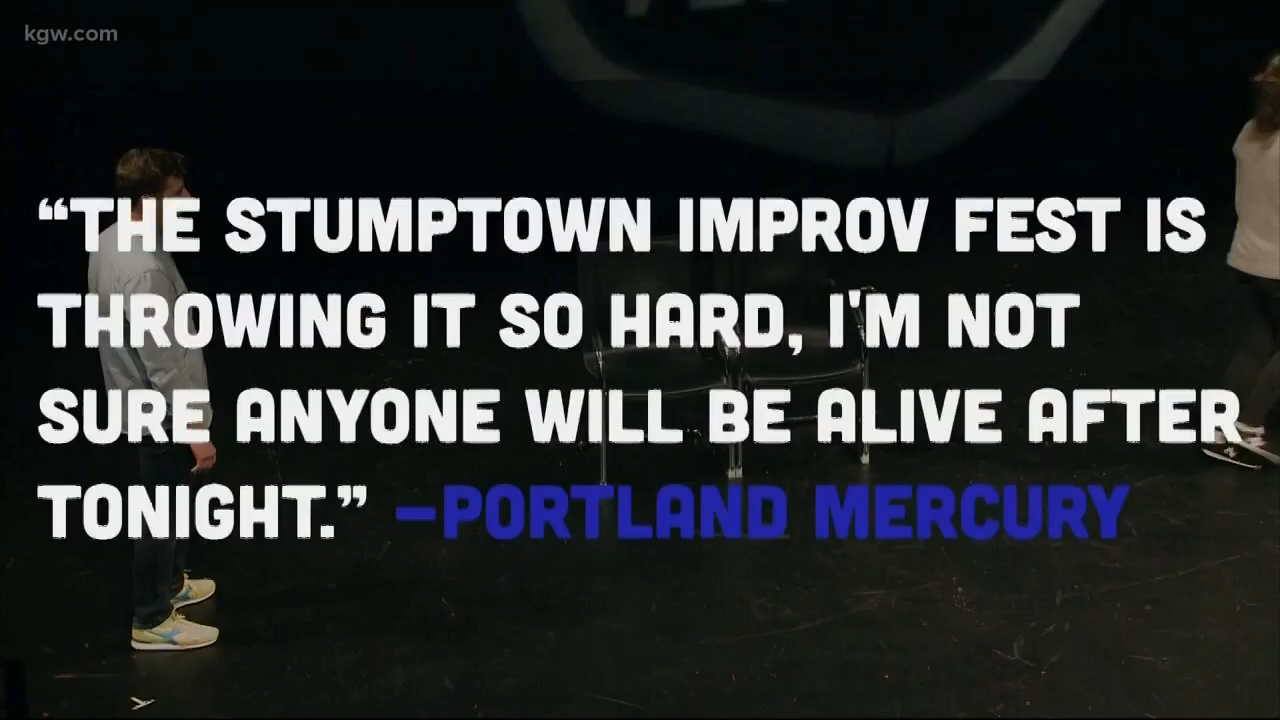 kgw.com
“THE STUMPTOWN IMPROV FEST IS
THROWING IT SO HARD, I'M NOT
SURE ANYONE WILL BE ALIVE AFTER
TONIGHT.” –PORTLAND MERCURY